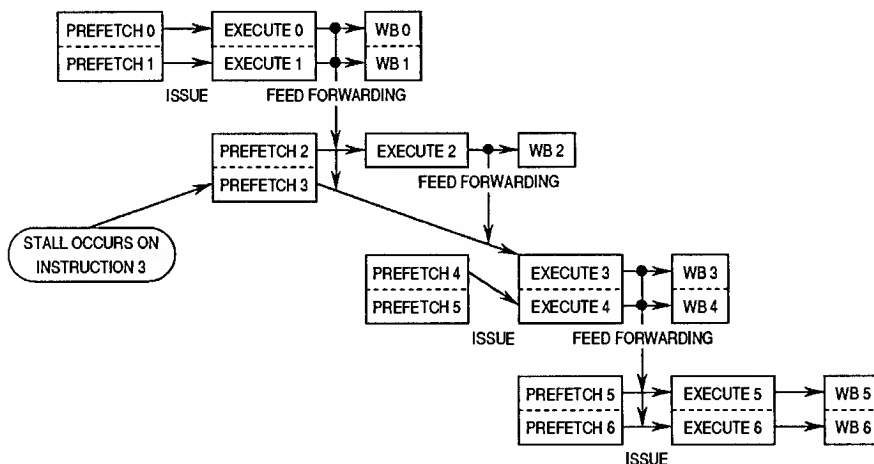 PREFETCH 0 EXECUTE 0 WB 0
PREFETCH 1 EXECUTE 1 WB 1
ISSUE FEED FORWARDING
PREFETCH 2 EXECUTE 2 WB 2
PREFETCH 3 FEED FORWARDING
STALL OCCURS ON
INSTRUCTION 3
PREFETCH 4 EXECUTE 3 WB 3
PREFETCH 5 EXECUTE 4 WB 4
ISSUE FEED FORWARDING
PREFETCH 5 EXECUTE 5 WB 5
PREFETCH 6 EXECUTE 6 WB 6
ISSUE